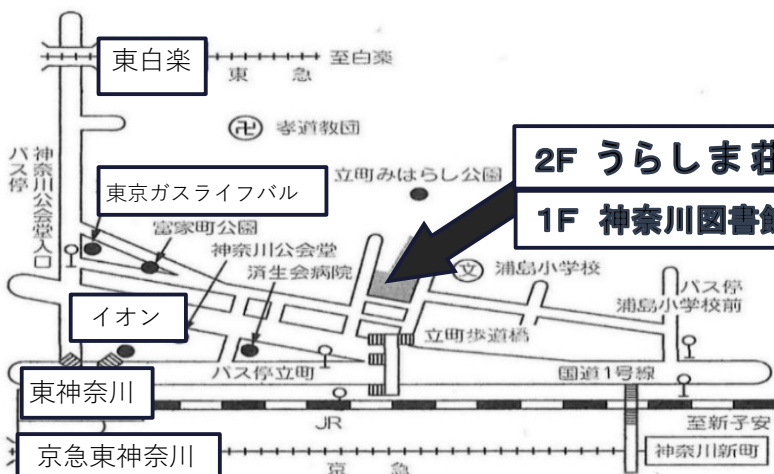 東白楽
至白楽
東急
卍 孝道教団
神奈川公会堂入口
バス停
2F うらしま荘
立町みはらし公園
東京ガスライフバル
1F 神奈川図書館
富家町公園
神奈川公会堂
済生会病院
文 浦島小学校
バス停
浦島小学校前
イオン
立町歩道橋
バス停立町
国道1号線
東神奈川
JR
至新子安
京急東神奈川
京急
神奈川新町